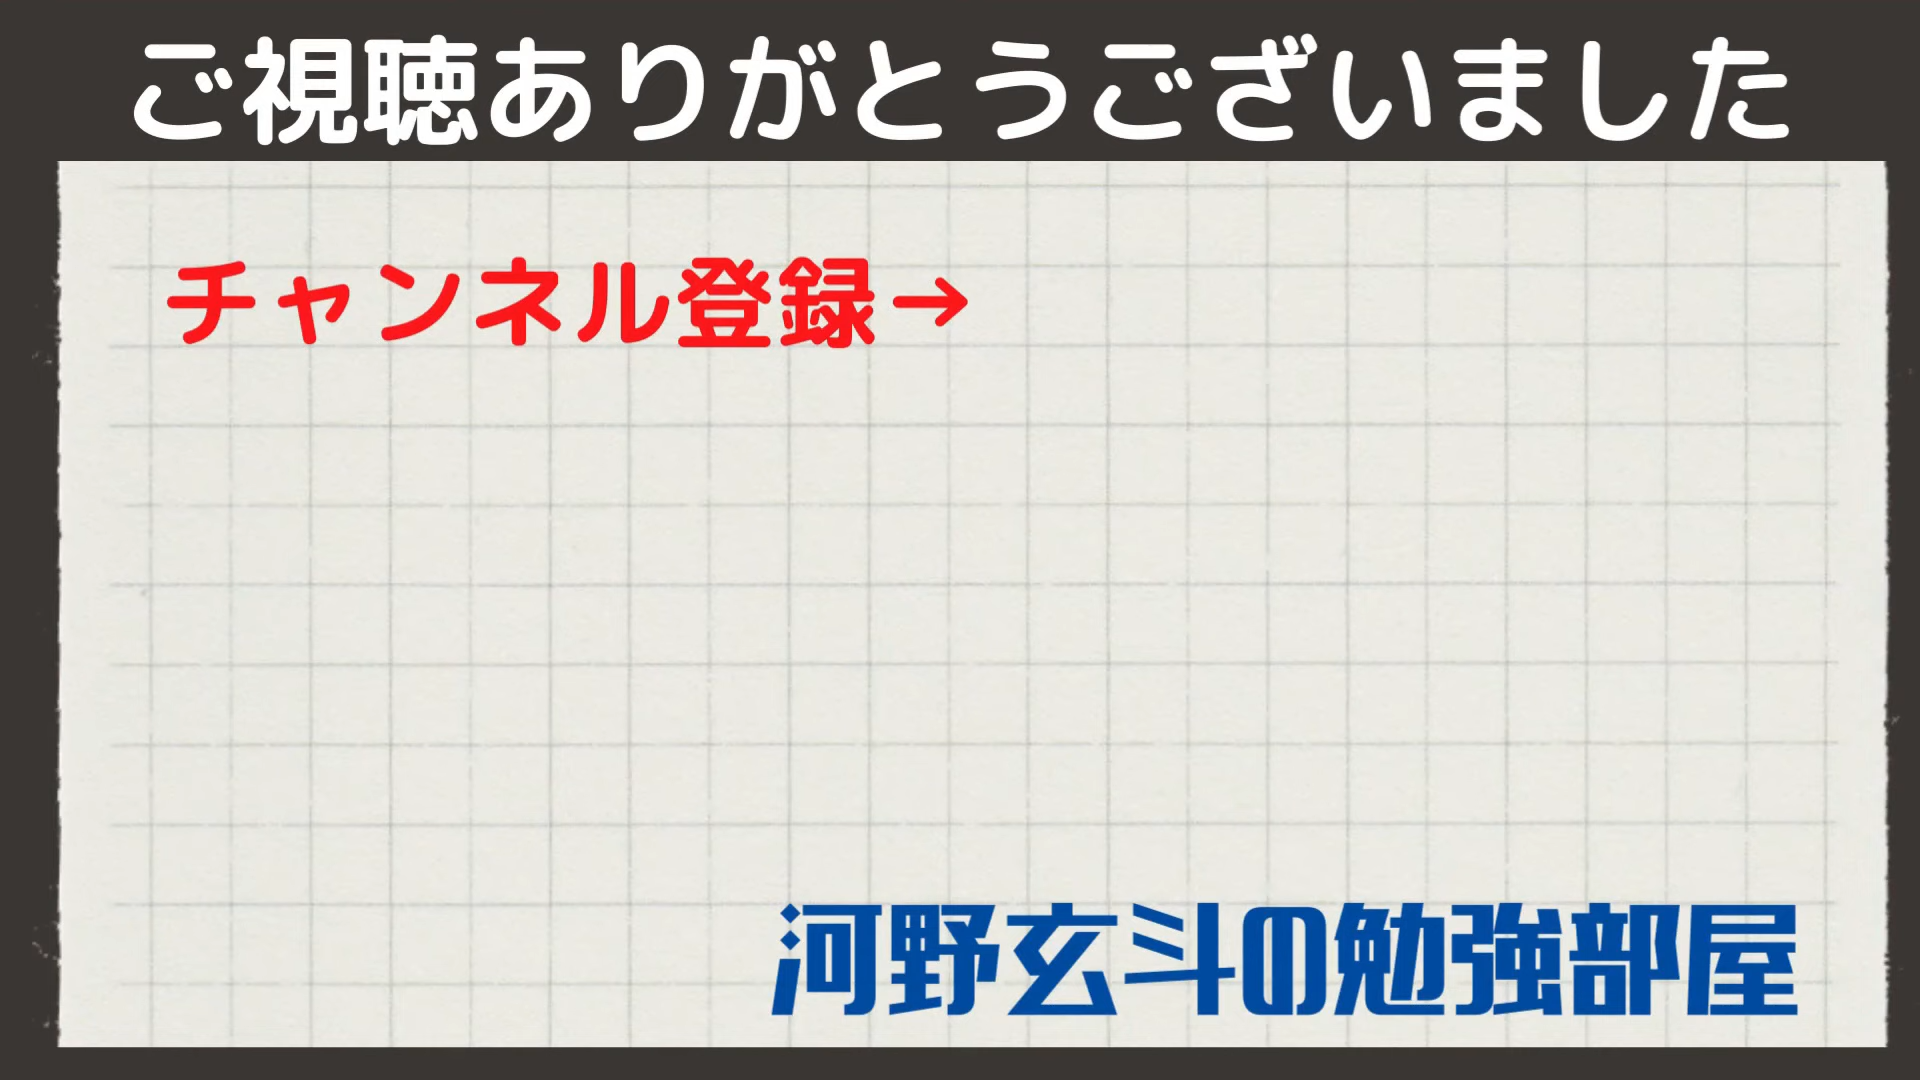 ご視聴ありがとうございました
チャンネル登録→
河野玄斗の勉強部屋